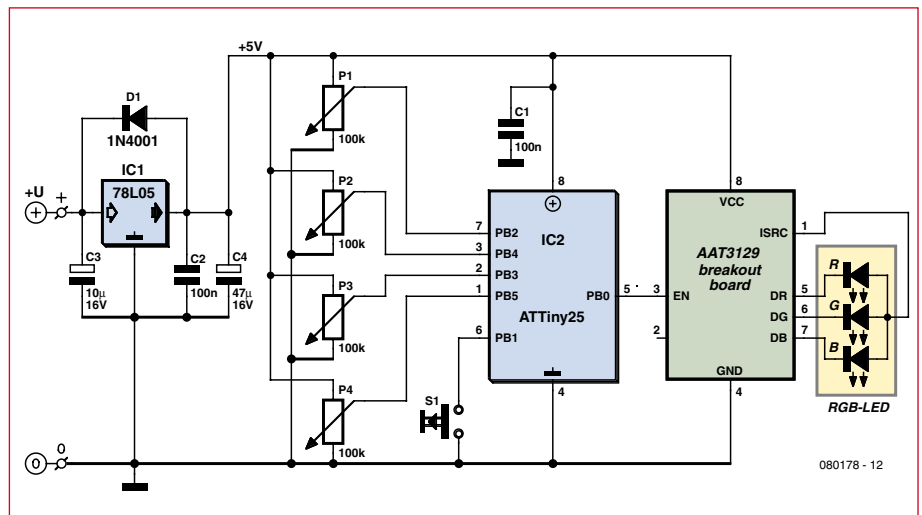 +5V
D1
1N4001
IC1
78L05
+U
+
C3
10µ
16V
C2
100n
C4
47µ
16V
0
0
P1
100k
P2
100k
P3
100k
P4
100k
C1
100n
8
7
PB2
3
PB4
2
PB3
1
PB5
6
PB1
IC2
ATTiny25
PB0
5
4
S1
8
VCC
ISRC
1
AAT3129
breakout
board
3
EN
2
DR
5
DG
6
DB
7
GND
4
R
G
B
RGB-LED
080178 - 12